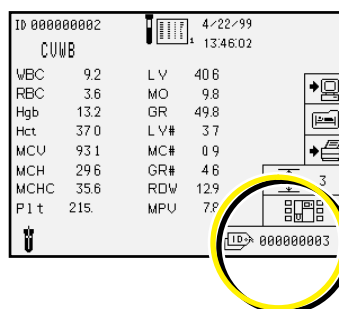 ID 000000002 4/22/99
CVWB 1 13:46:02
WBC 9.2 LY 40 6
RBC 3.6 MO 9.8
Hgb 13.2 GR 49.8
Hct 37 0 LY# 3 7
MCV 93 1 MC# 0 9
MCH 29 6 GR# 4 6
MCHC 35.6 RDW 12.9 3
Plt 215. MPV 7.8
ID 000000003